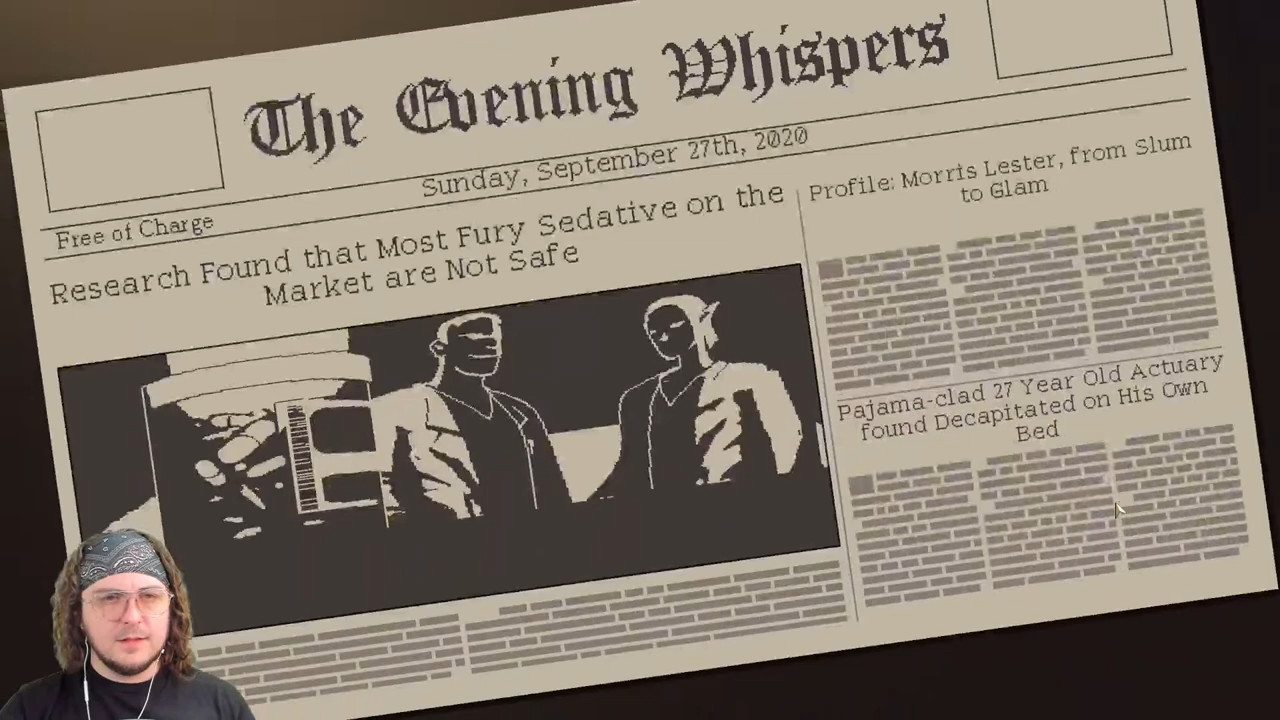 The Evening Whispers
Sunday, September 27th, 2020
Free of Charge
Research Found that Most Fury Sedative on the
Market are Not Safe
Profile: Morris Lester, from Slum
to Glam
Pajama-clad 27 Year Old Actuary
found Decapitated on His Own
Bed